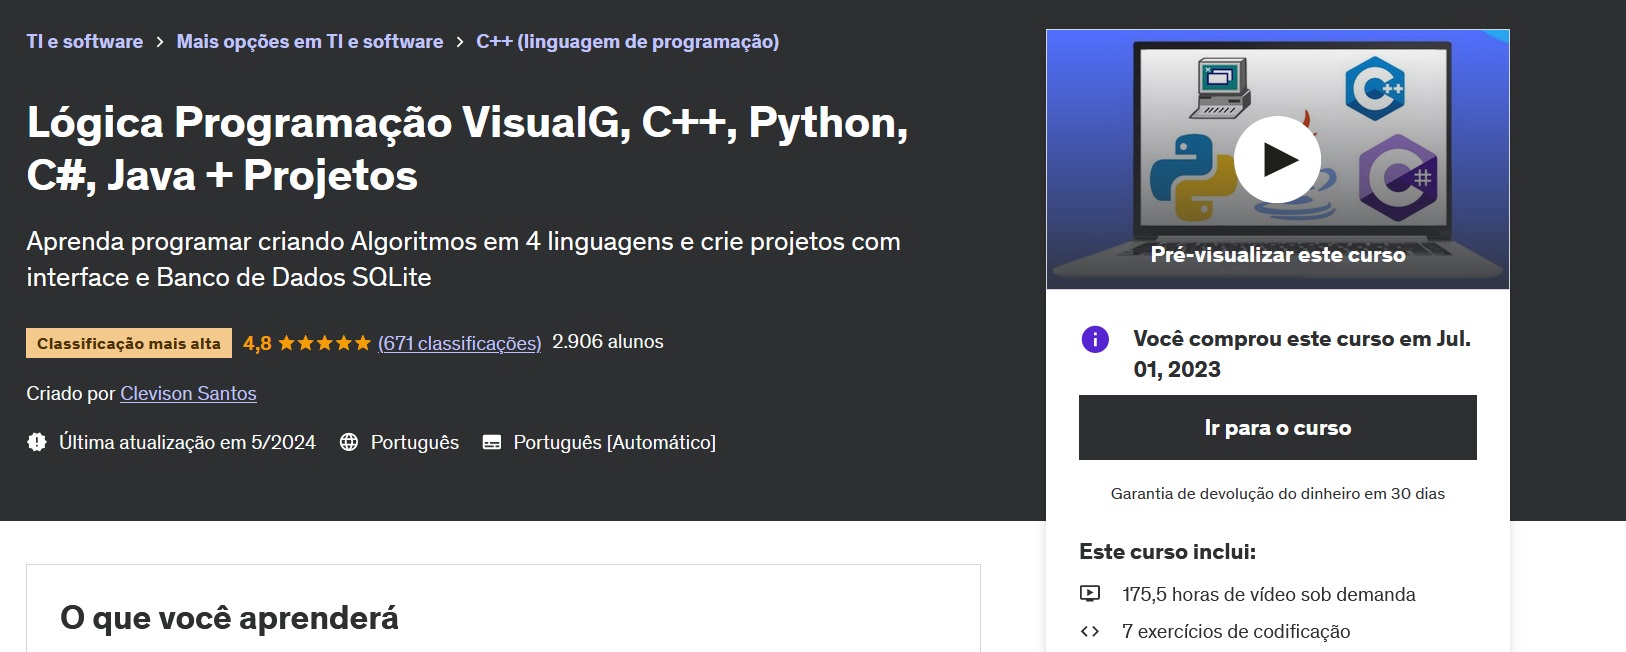 TI e software > Mais opções em TI e software > C++ (linguagem de programação)
Lógica Programação VisualG, C++, Python,
C#, Java + Projetos
Aprenda programar criando Algoritmos em 4 linguagens e crie projetos com
interface e Banco de Dados SQLite
Classificação mais alta 4,8 (671 classificações) 2.906 alunos
Criado por Clevison Santos
Última atualização em 5/2024 Português Português [Automático]
O que você aprenderá
C++
C#
Pré-visualizar este curso
Você comprou este curso em Jul.
01, 2023
Ir para o curso
Garantia de devolução do dinheiro em 30 dias
Este curso inclui:
175,5 horas de vídeo sob demanda
7 exercícios de codificação